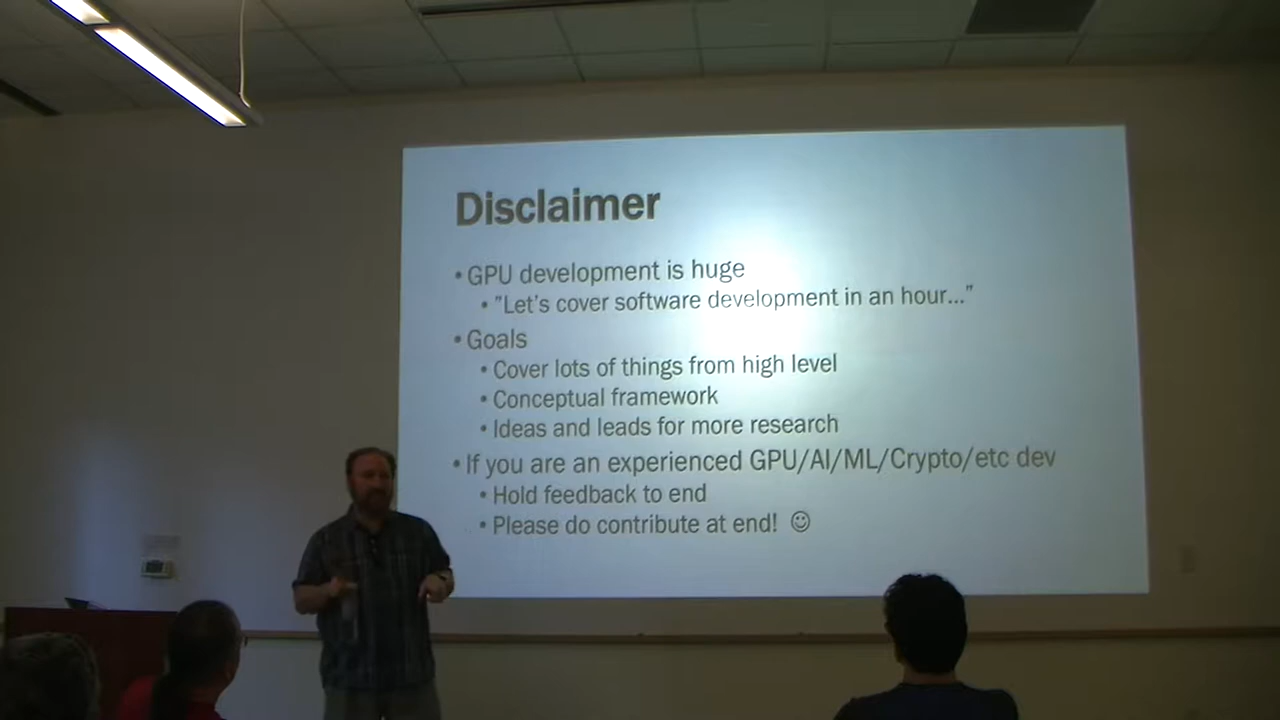 Disclaimer
• GPU development is huge
• "Let's cover software development in an hour..."
• Goals
• Cover lots of things from high level
• Conceptual framework
• Ideas and leads for more research
• If you are an experienced GPU/AI/ML/Crypto/etc dev
• Hold feedback to end
• Please do contribute at end! ☺